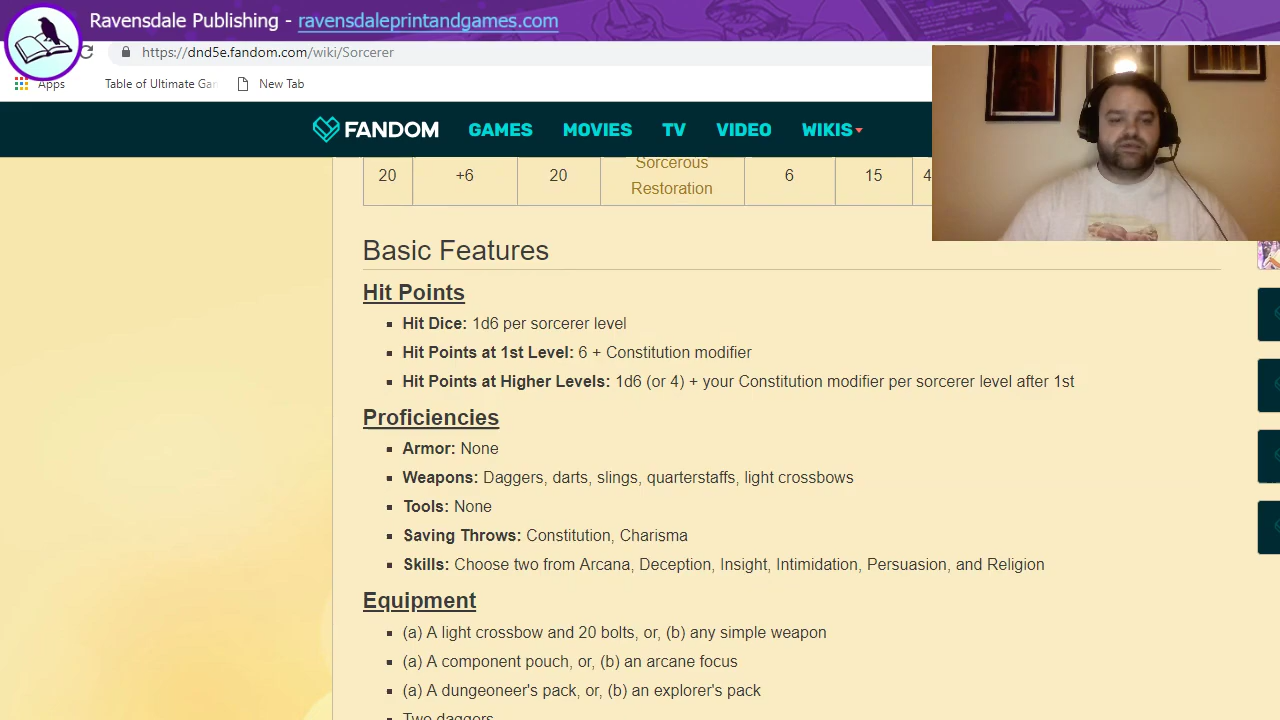 Ravensdale Publishing - ravensdaleprintandgames.com
https://dnd5e.fandom.com/wiki/Sorcerer
Apps Table of Ultimate Gar New Tab
FANDOM GAMES MOVIES TV VIDEO WIKIS
20 +6 20 Sorcerous Restoration 6 15 4
Basic Features
Hit Points
Hit Dice: 1d6 per sorcerer level
Hit Points at 1st Level: 6 + Constitution modifier
Hit Points at Higher Levels: 1d6 (or 4) + your Constitution modifier per sorcerer level after 1st
Proficiencies
Armor: None
Weapons: Daggers, darts, slings, quarterstaffs, light crossbows
Tools: None
Saving Throws: Constitution, Charisma
Skills: Choose two from Arcana, Deception, Insight, Intimidation, Persuasion, and Religion
Equipment
(a) A light crossbow and 20 bolts, or, (b) any simple weapon
(a) A component pouch, or, (b) an arcane focus
(a) A dungeoneer's pack, or, (b) an explorer's pack
Two daggers